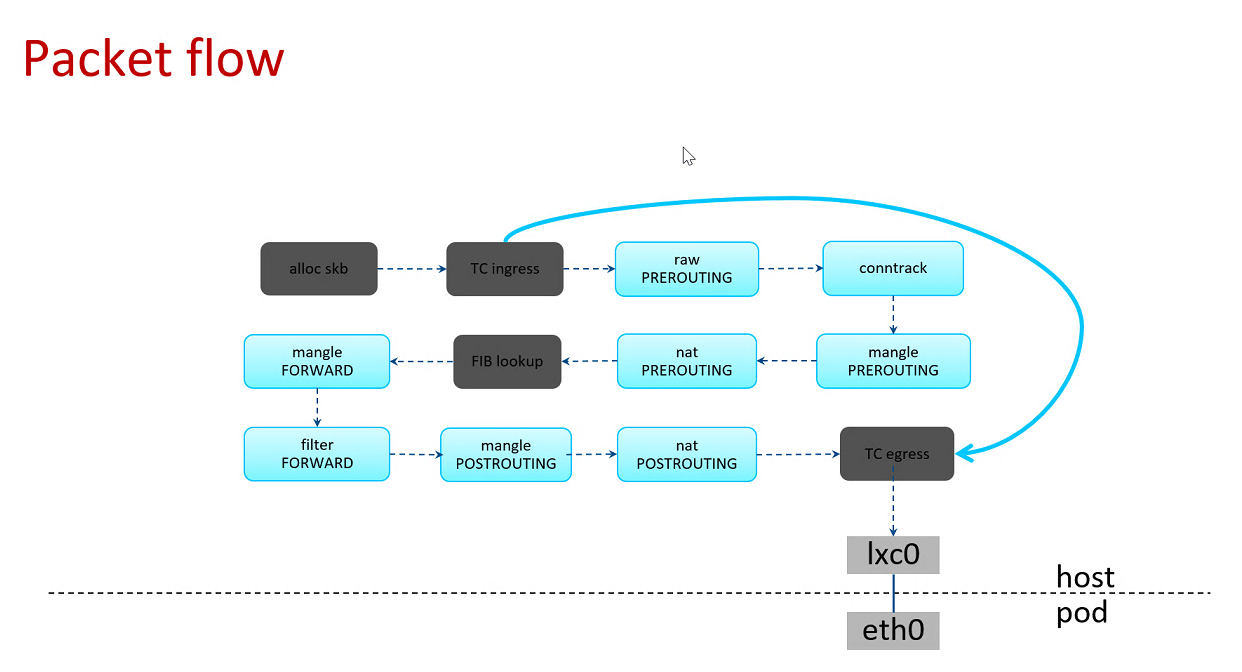 Packet flow
alloc skb
TC ingress
raw
PREROUTING
conntrack
mangle
FORWARD
FIB lookup
nat
PREROUTING
mangle
PREROUTING
filter
FORWARD
mangle
POSTROUTING
nat
POSTROUTING
TC egress
lxc0
host
pod
eth0